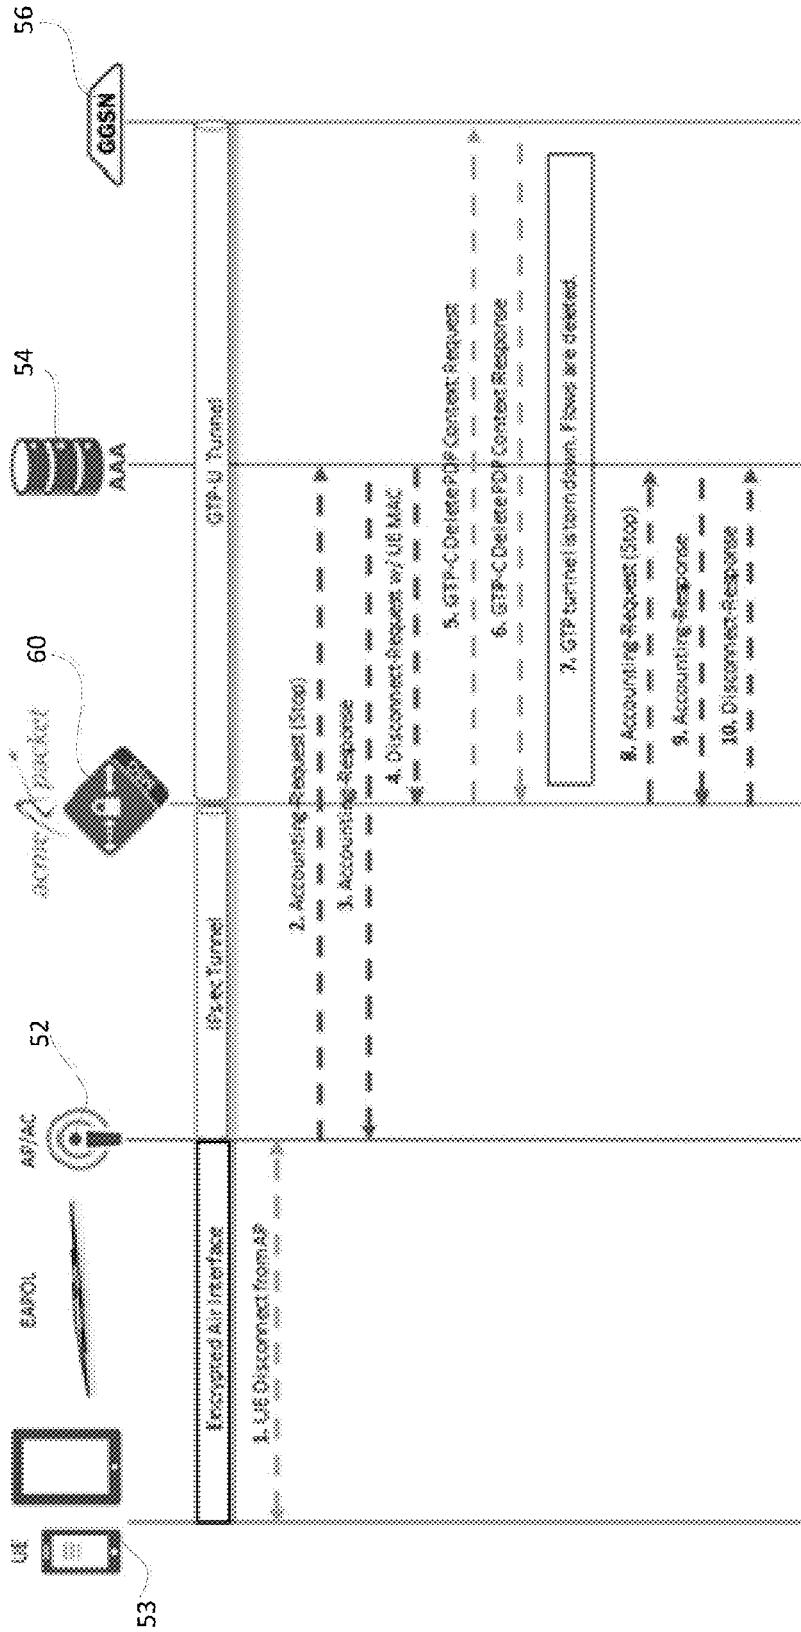 UE
EAPOL
AP/AC
acme packet
AAA
GGSN
53
52
60
54
56
Encrypted Air Interface
IPsec Tunnel
GTP-U Tunnel
1. UE Disconnect from AP
2. Accounting-Request (Stop)
3. Accounting-Response
4. Disconnect-Request w/ UE MAC
5. GTP-C Delete PDP Context Request
6. GTP-C Delete PDP Context Response
7. GTP tunnel is torn down. Flows are deleted.
8. Accounting-Request (Stop)
9. Accounting-Response
10. Disconnect-Response